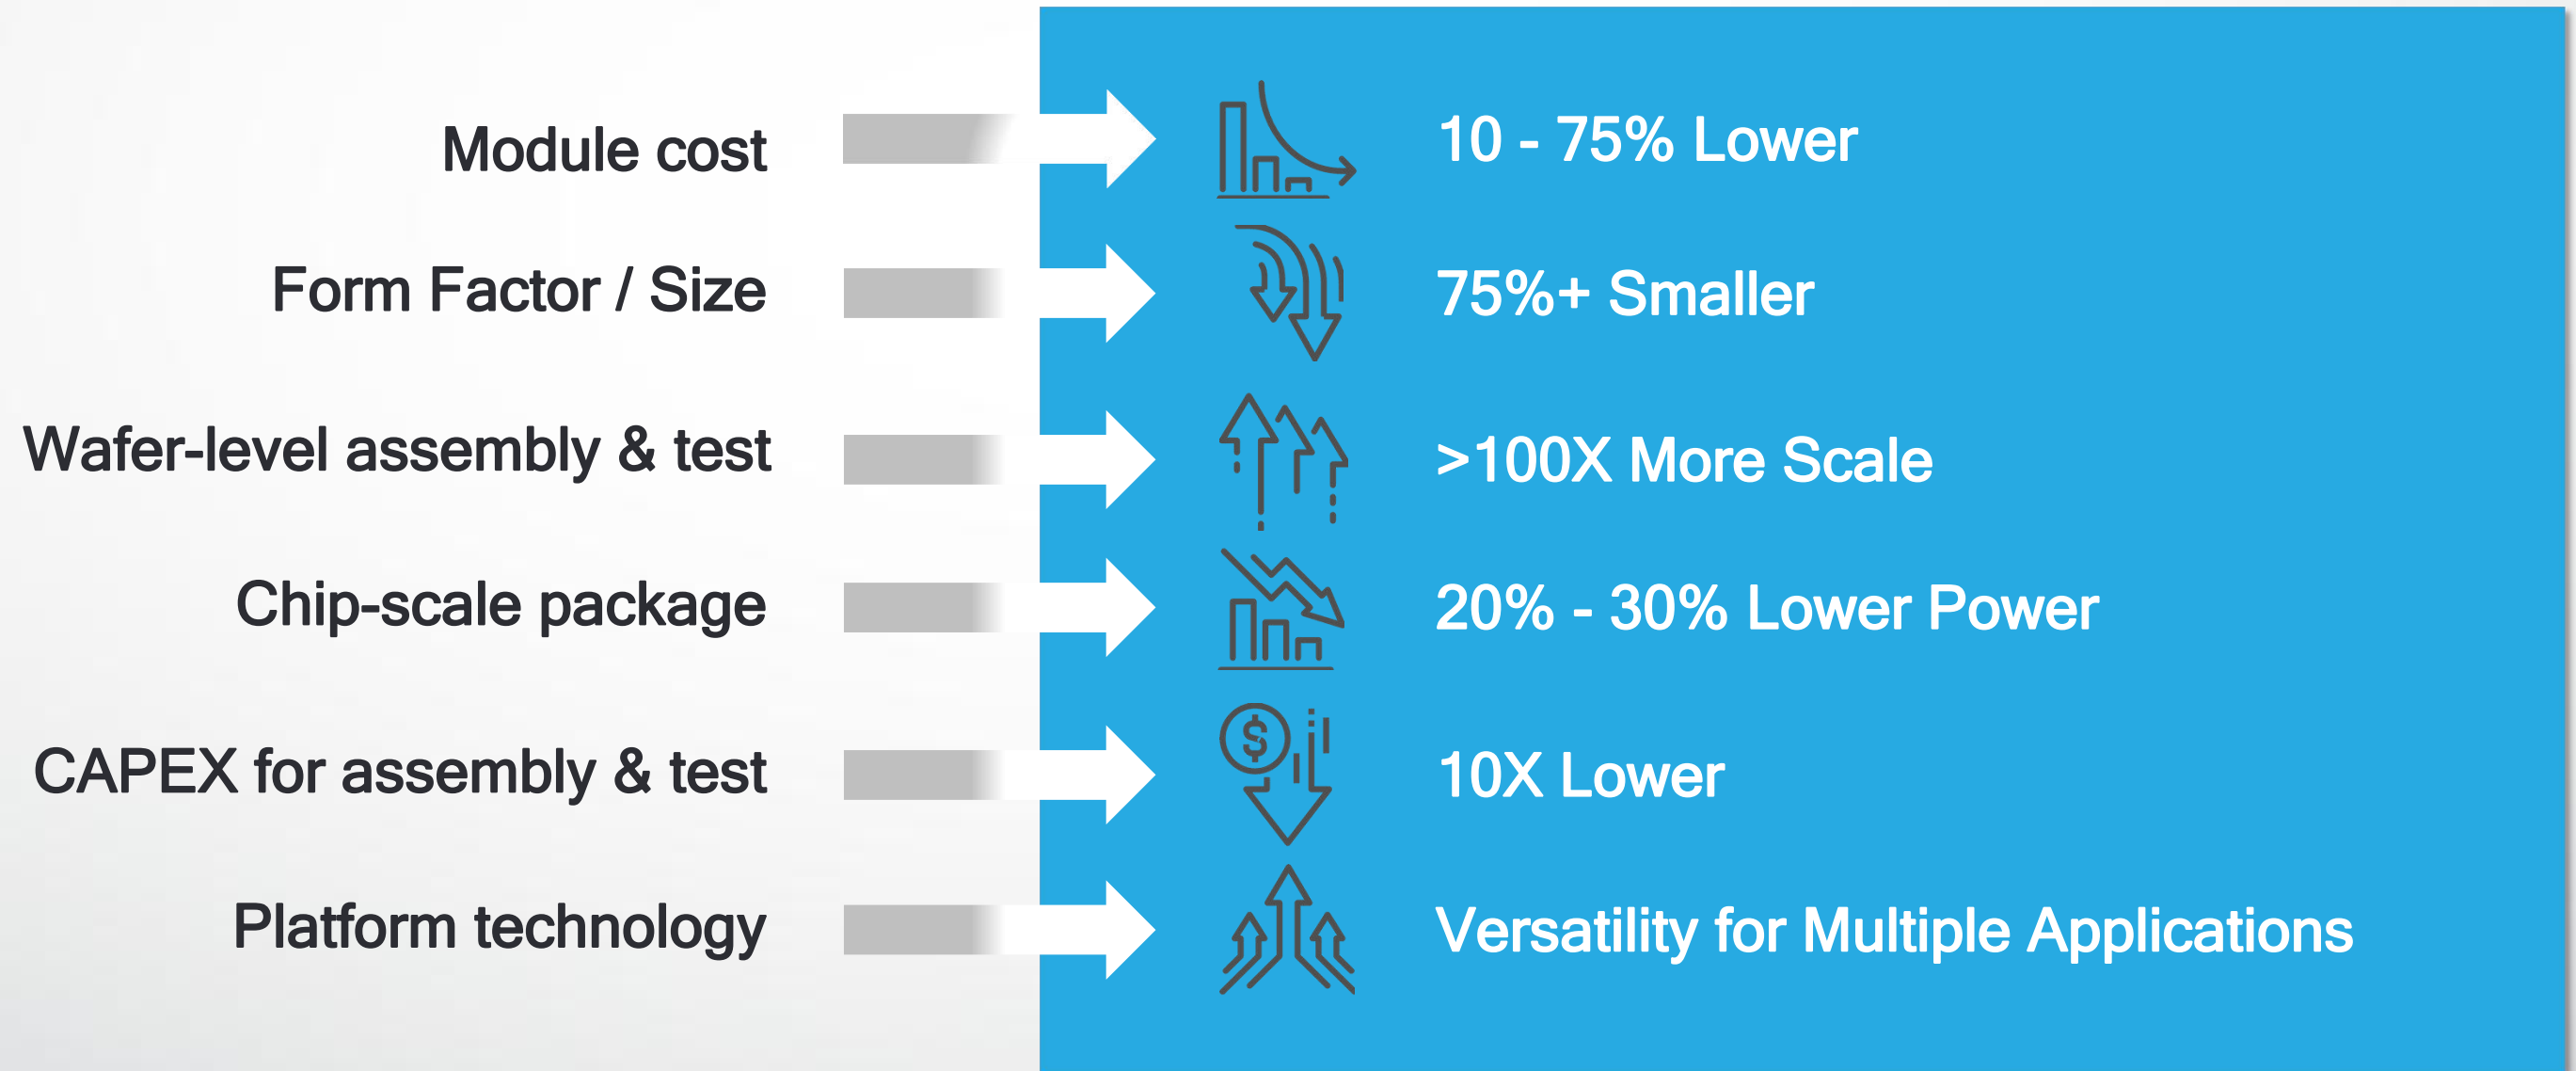 Module cost
10 - 75% Lower
Form Factor / Size
75%+ Smaller
Wafer-level assembly & test
>100X More Scale
Chip-scale package
20% - 30% Lower Power
CAPEX for assembly & test
$
10X Lower
Platform technology
Versatility for Multiple Applications